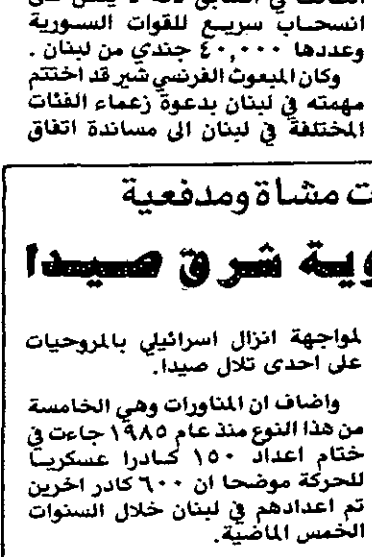 انسحاب سريع للقوات السورية
وعددها ٤٠,٠٠٠ جندي من لبنان .
وكان المبعوث الفرنسي شير قد اختتم
مهمته في لبنان بدعوة زعماء الفئات
المختلفة في لبنان الى مساندة اتفاق
ت مشاة ومدفعية
وية شرق صيدا
لمواجهة انزال اسرائيلي بالمروحيات
على احدى تلال صيدا.
واضاف ان المناورات وهي الخامسة
من هذا النوع منذ عام ١٩٨٥ جاءت في
ختام اعداد ١٥٠ كادرا عسكريا
للحركة موضحا ان ٦٠٠ كادر اخرين
تم اعدادهم في لبنان خلال السنوات
الخمس الماضية.